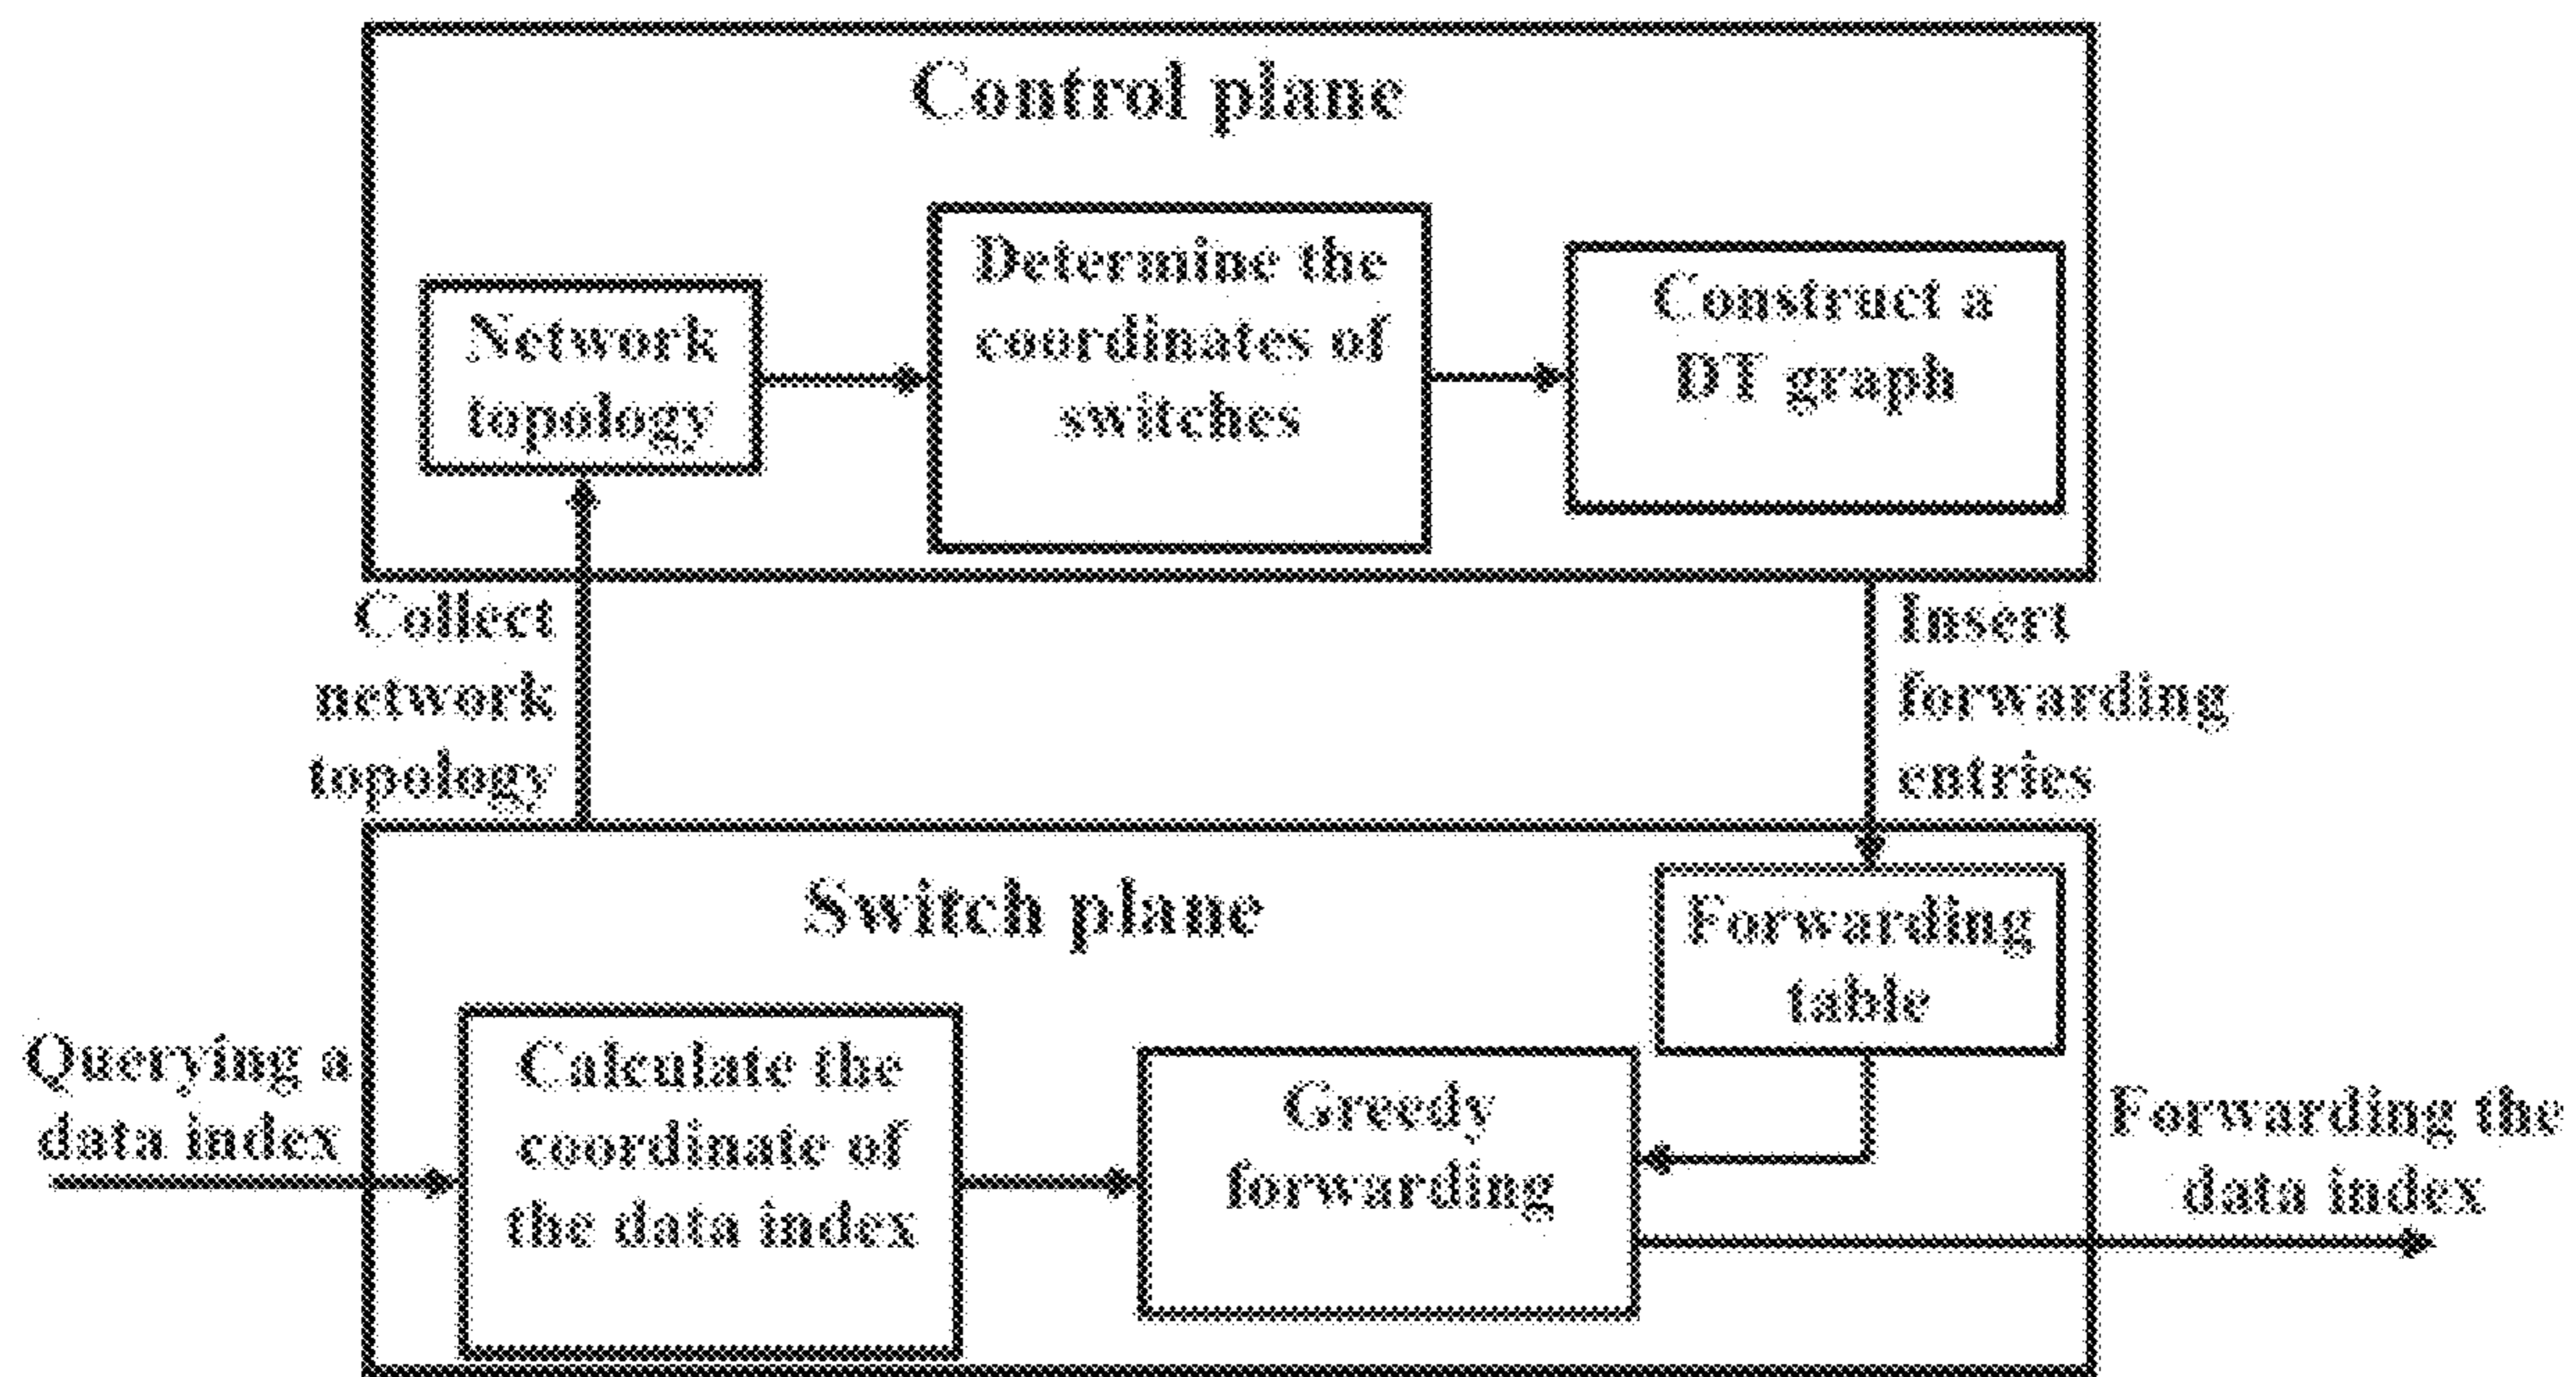 Control plane
Network
topology
Determine the
coordinates of
switches
Construct a
DT graph
Collect
network
topology
Insert
forwarding
entries
Switch plane
Forwarding
table
Querying a
data index
Calculate the
coordinate of
the data index
Greedy
forwarding
Forwarding the
data index